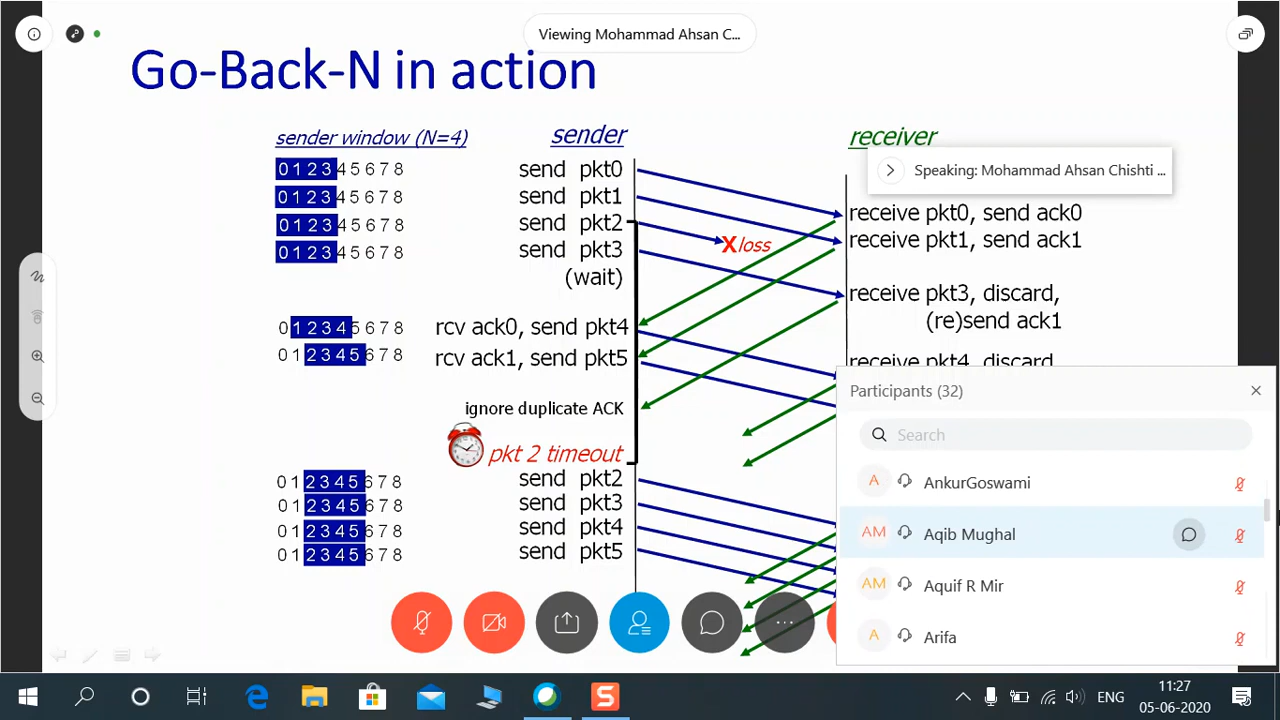 Viewing Mohammad Ahsan C...
Go-Back-N in action
sender window (N=4)
sender
receiver
Speaking: Mohammad Ahsan Chishti ...
0 1 2 3 4 5 6 7 8
send pkt0
0 1 2 3 4 5 6 7 8
send pkt1
receive pkt0, send ack0
0 1 2 3 4 5 6 7 8
send pkt2
X loss
receive pkt1, send ack1
0 1 2 3 4 5 6 7 8
send pkt3
(wait)
receive pkt3, discard,
(re)send ack1
0 1 2 3 4 5 6 7 8
rcv ack0, send pkt4
0 1 2 3 4 5 6 7 8
rcv ack1, send pkt5
receive pkt4, discard
ignore duplicate ACK
pkt 2 timeout
0 1 2 3 4 5 6 7 8
send pkt2
0 1 2 3 4 5 6 7 8
send pkt3
0 1 2 3 4 5 6 7 8
send pkt4
0 1 2 3 4 5 6 7 8
send pkt5
Participants (32)
Search
A AnkurGoswami
AM Aqib Mughal
AM Aquif R Mir
A Arifa
S
ENG
11:27
05-06-2020